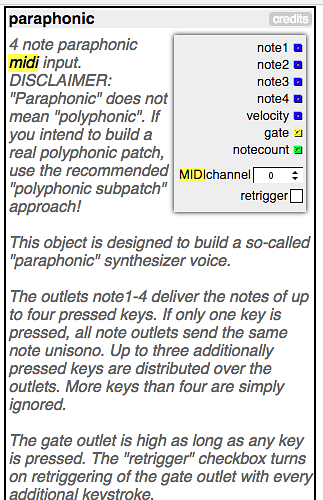 paraphonic credits
4 note paraphonic
midi input.
DISCLAIMER:
"Paraphonic" does not
mean "polyphonic". If
you intend to build a
real polyphonic patch,
use the recommended
"polyphonic subpatch"
approach!
note1
note2
note3
note4
velocity
gate
notecount
MIDIchannel 0
retrigger
This object is designed to build a so-called
"paraphonic" synthesizer voice.
The outlets note1-4 deliver the notes of up
to four pressed keys. If only one key is
pressed, all note outlets send the same
note unisono. Up to three additionally
pressed keys are distributed over the
outlets. More keys than four are simply
ignored.
The gate outlet is high as long as any key
is pressed. The "retrigger" checkbox turns
on retriggering of the gate outlet with every
additional keystroke.